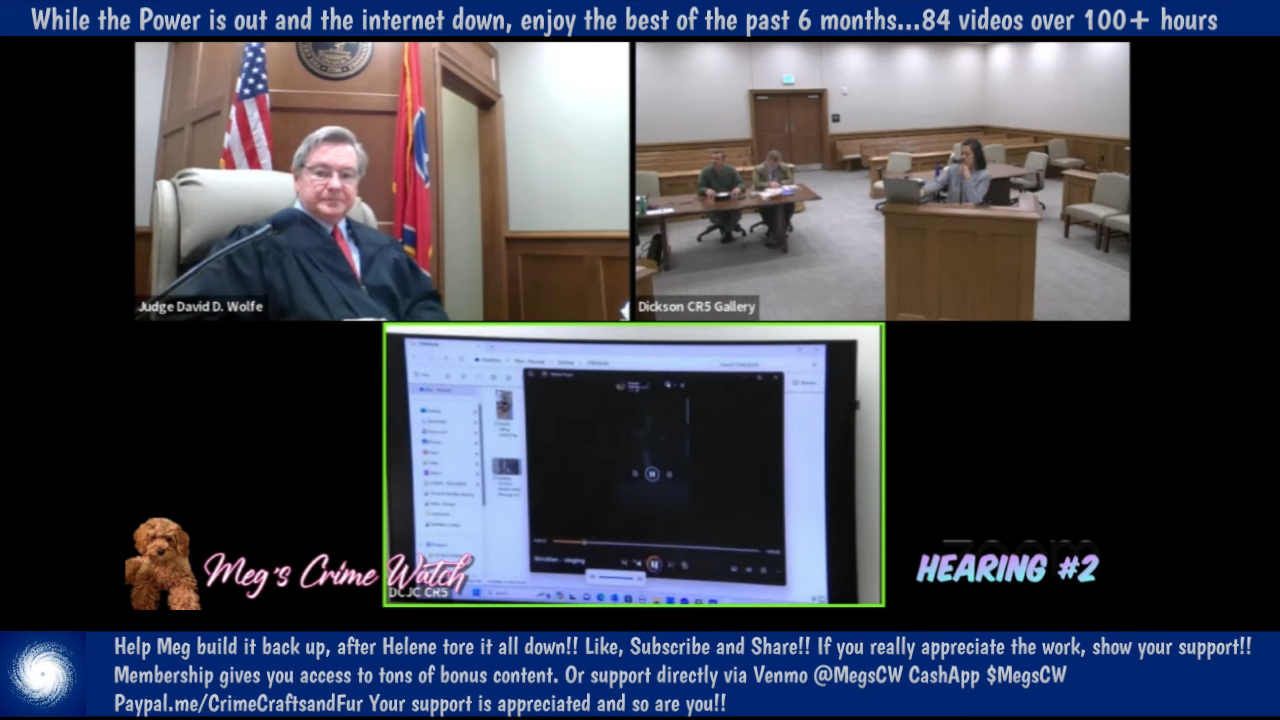 While the Power is out and the internet down, enjoy the best of the past 6 months...84 videos over 100+ hours
Judge David D. Wolfe
Dickson CR5 Gallery
Meg's Crime Watch
DCJC CR5
HEARING #2
Help Meg build it back up, after Helene tore it all down!! Like, Subscribe and Share!! If you really appreciate the work, show your support!!
Membership gives you access to tons of bonus content. Or support directly via Venmo @MegsCW CashApp $MegsCW
Paypal.me/CrimeCraftsandFur Your support is appreciated and so are you!!